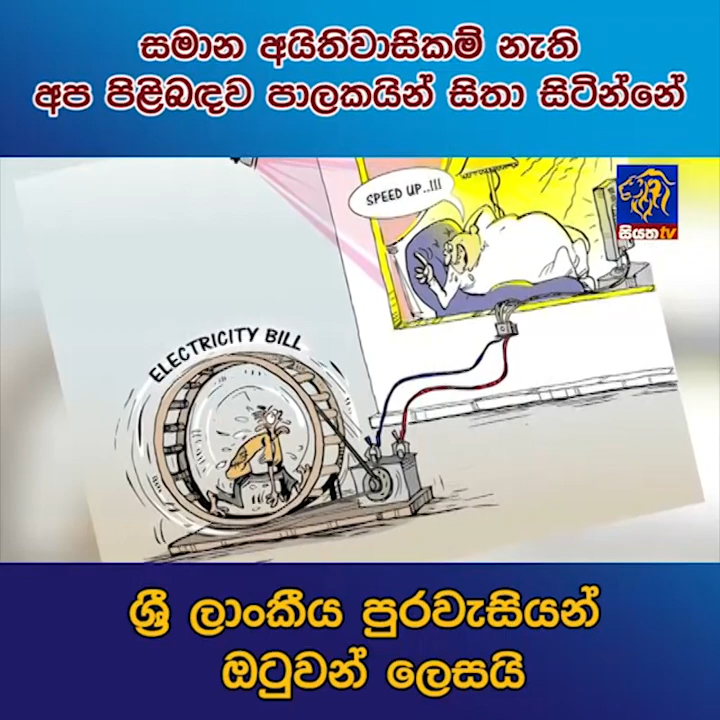 සමාන අයිතිවාසිකම් නැති
අප පිළිබඳව පාලකයින් සිතා සිටින්නේ
SPEED UP..!!!
සියත tv
ELECTRICITY BILL
ශ්‍රී ලාංකීය පුරවැසියන්
ඔටුවන් ලෙසයි